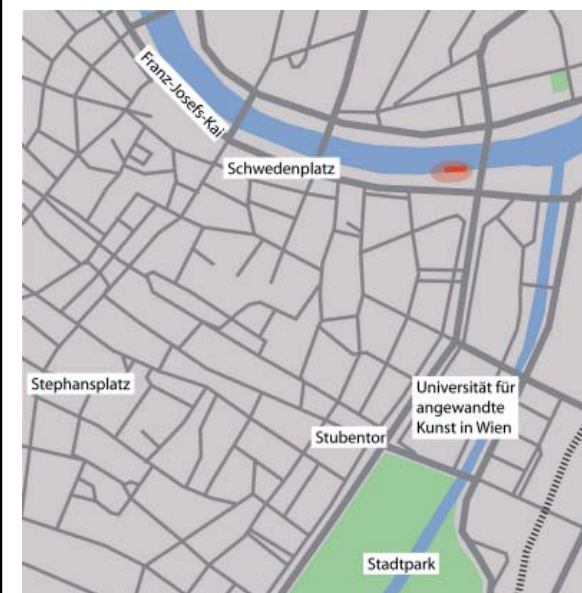 Franz-Josefs-Kai
Schwedenplatz
Stephansplatz
Universität für
angewandte
Kunst in Wien
Stubentor
Stadtpark